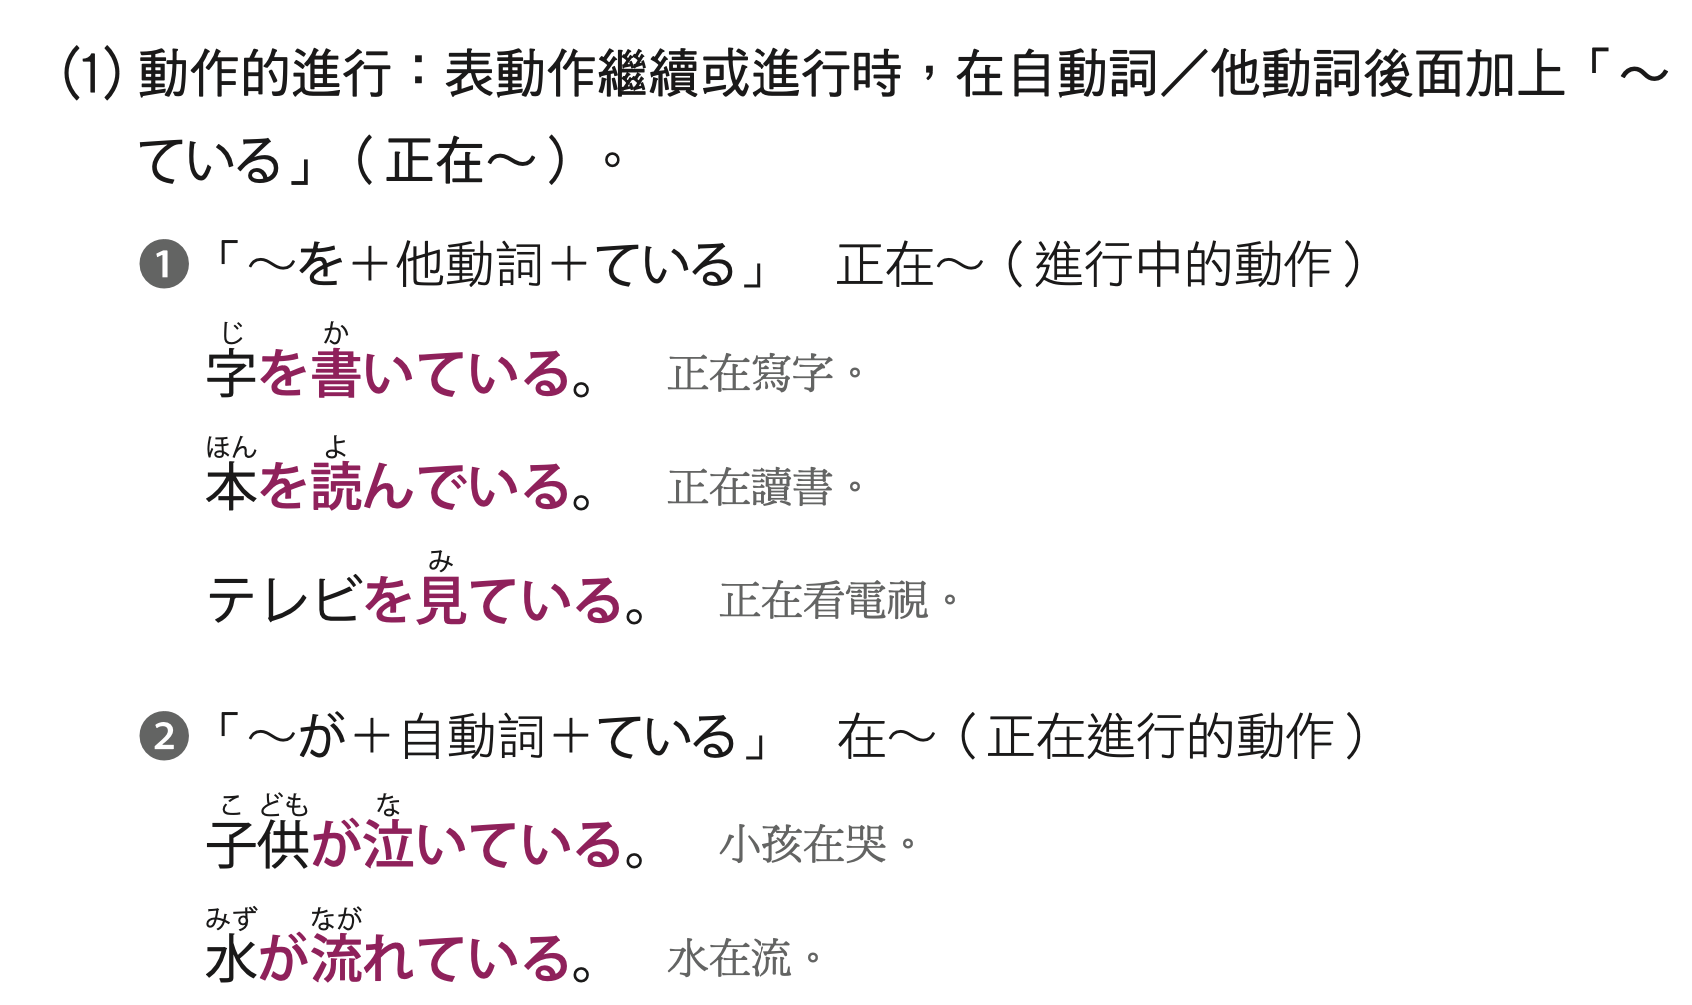 (1) 動作的進行：表動作繼續或進行時，在自動詞／他動詞後面加上「～
ている」（正在～）。
❶「～を＋他動詞＋ている」　正在～（進行中的動作）
じ　か
字を書いている。　正在寫字。
ほん　よ
本を読んでいる。　正在讀書。
み
テレビを見ている。　正在看電視。
❷「～が＋自動詞＋ている」　在～（正在進行的動作）
こ　ども　な
子供が泣いている。　小孩在哭。
みず　なが
水が流れている。　水在流。